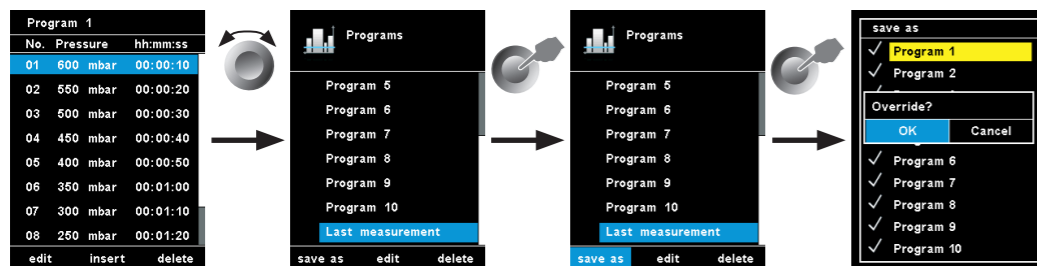 Program 1
No. Pressure hh:mm:ss
01 600 mbar 00:00:10
02 550 mbar 00:00:20
03 500 mbar 00:00:30
04 450 mbar 00:00:40
05 400 mbar 00:00:50
06 350 mbar 00:01:00
07 300 mbar 00:01:10
08 250 mbar 00:01:20
edit insert delete
Programs
Program 5
Program 6
Program 7
Program 8
Program 9
Program 10
Last measurement
save as edit delete
Programs
Program 5
Program 6
Program 7
Program 8
Program 9
Program 10
Last measurement
save as edit delete
save as
Program 1
Program 2
Override?
OK Cancel
Program 6
Program 7
Program 8
Program 9
Program 10